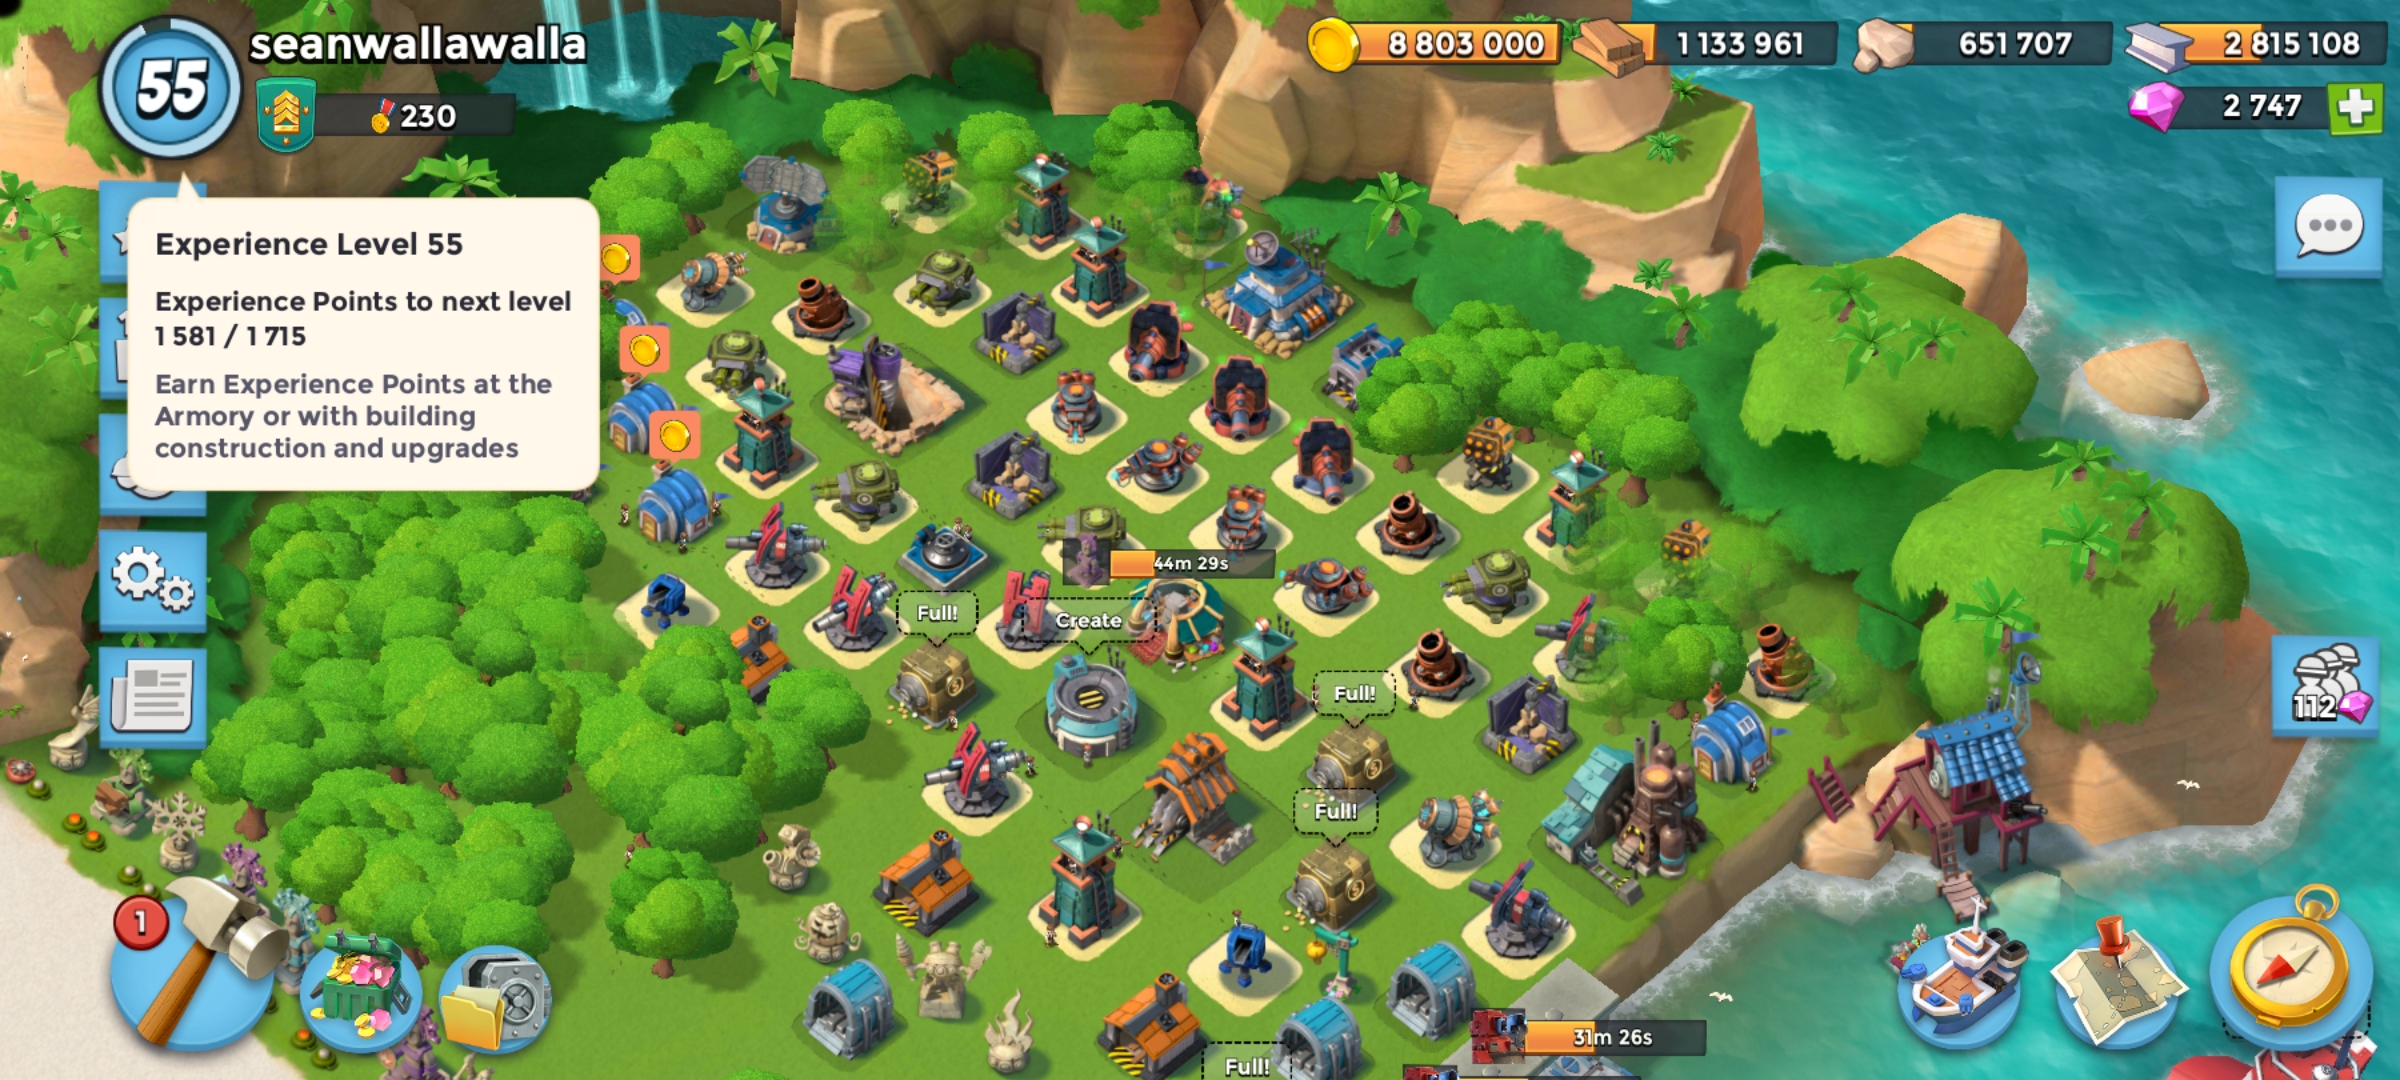 55
seanwallawalla
230
8 803 000
1 133 961
651 707
2 815 108
2 747
Experience Level 55
Experience Points to next level
1 581 / 1 715
Earn Experience Points at the
Armory or with building
construction and upgrades
44m 29s
Full!
Create
Full!
112
Full!
1
31m 26s
Full!